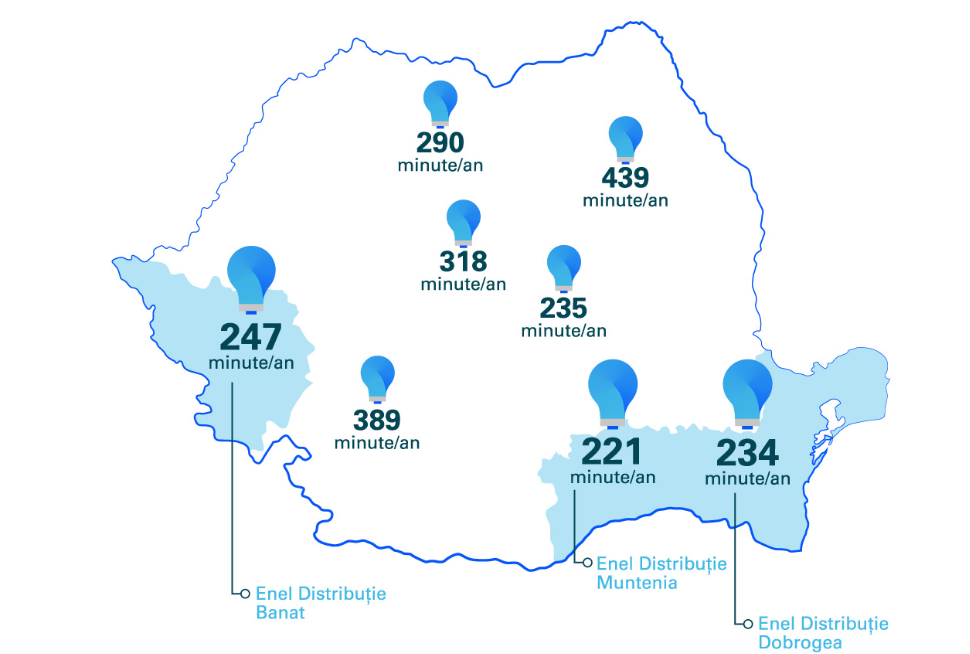 290
minute/an
439
minute/an
318
minute/an
235
minute/an
247
minute/an
389
minute/an
221
minute/an
234
minute/an
Enel Distribuție
Muntenia
Enel Distribuție
Banat
Enel Distribuție
Dobrogea